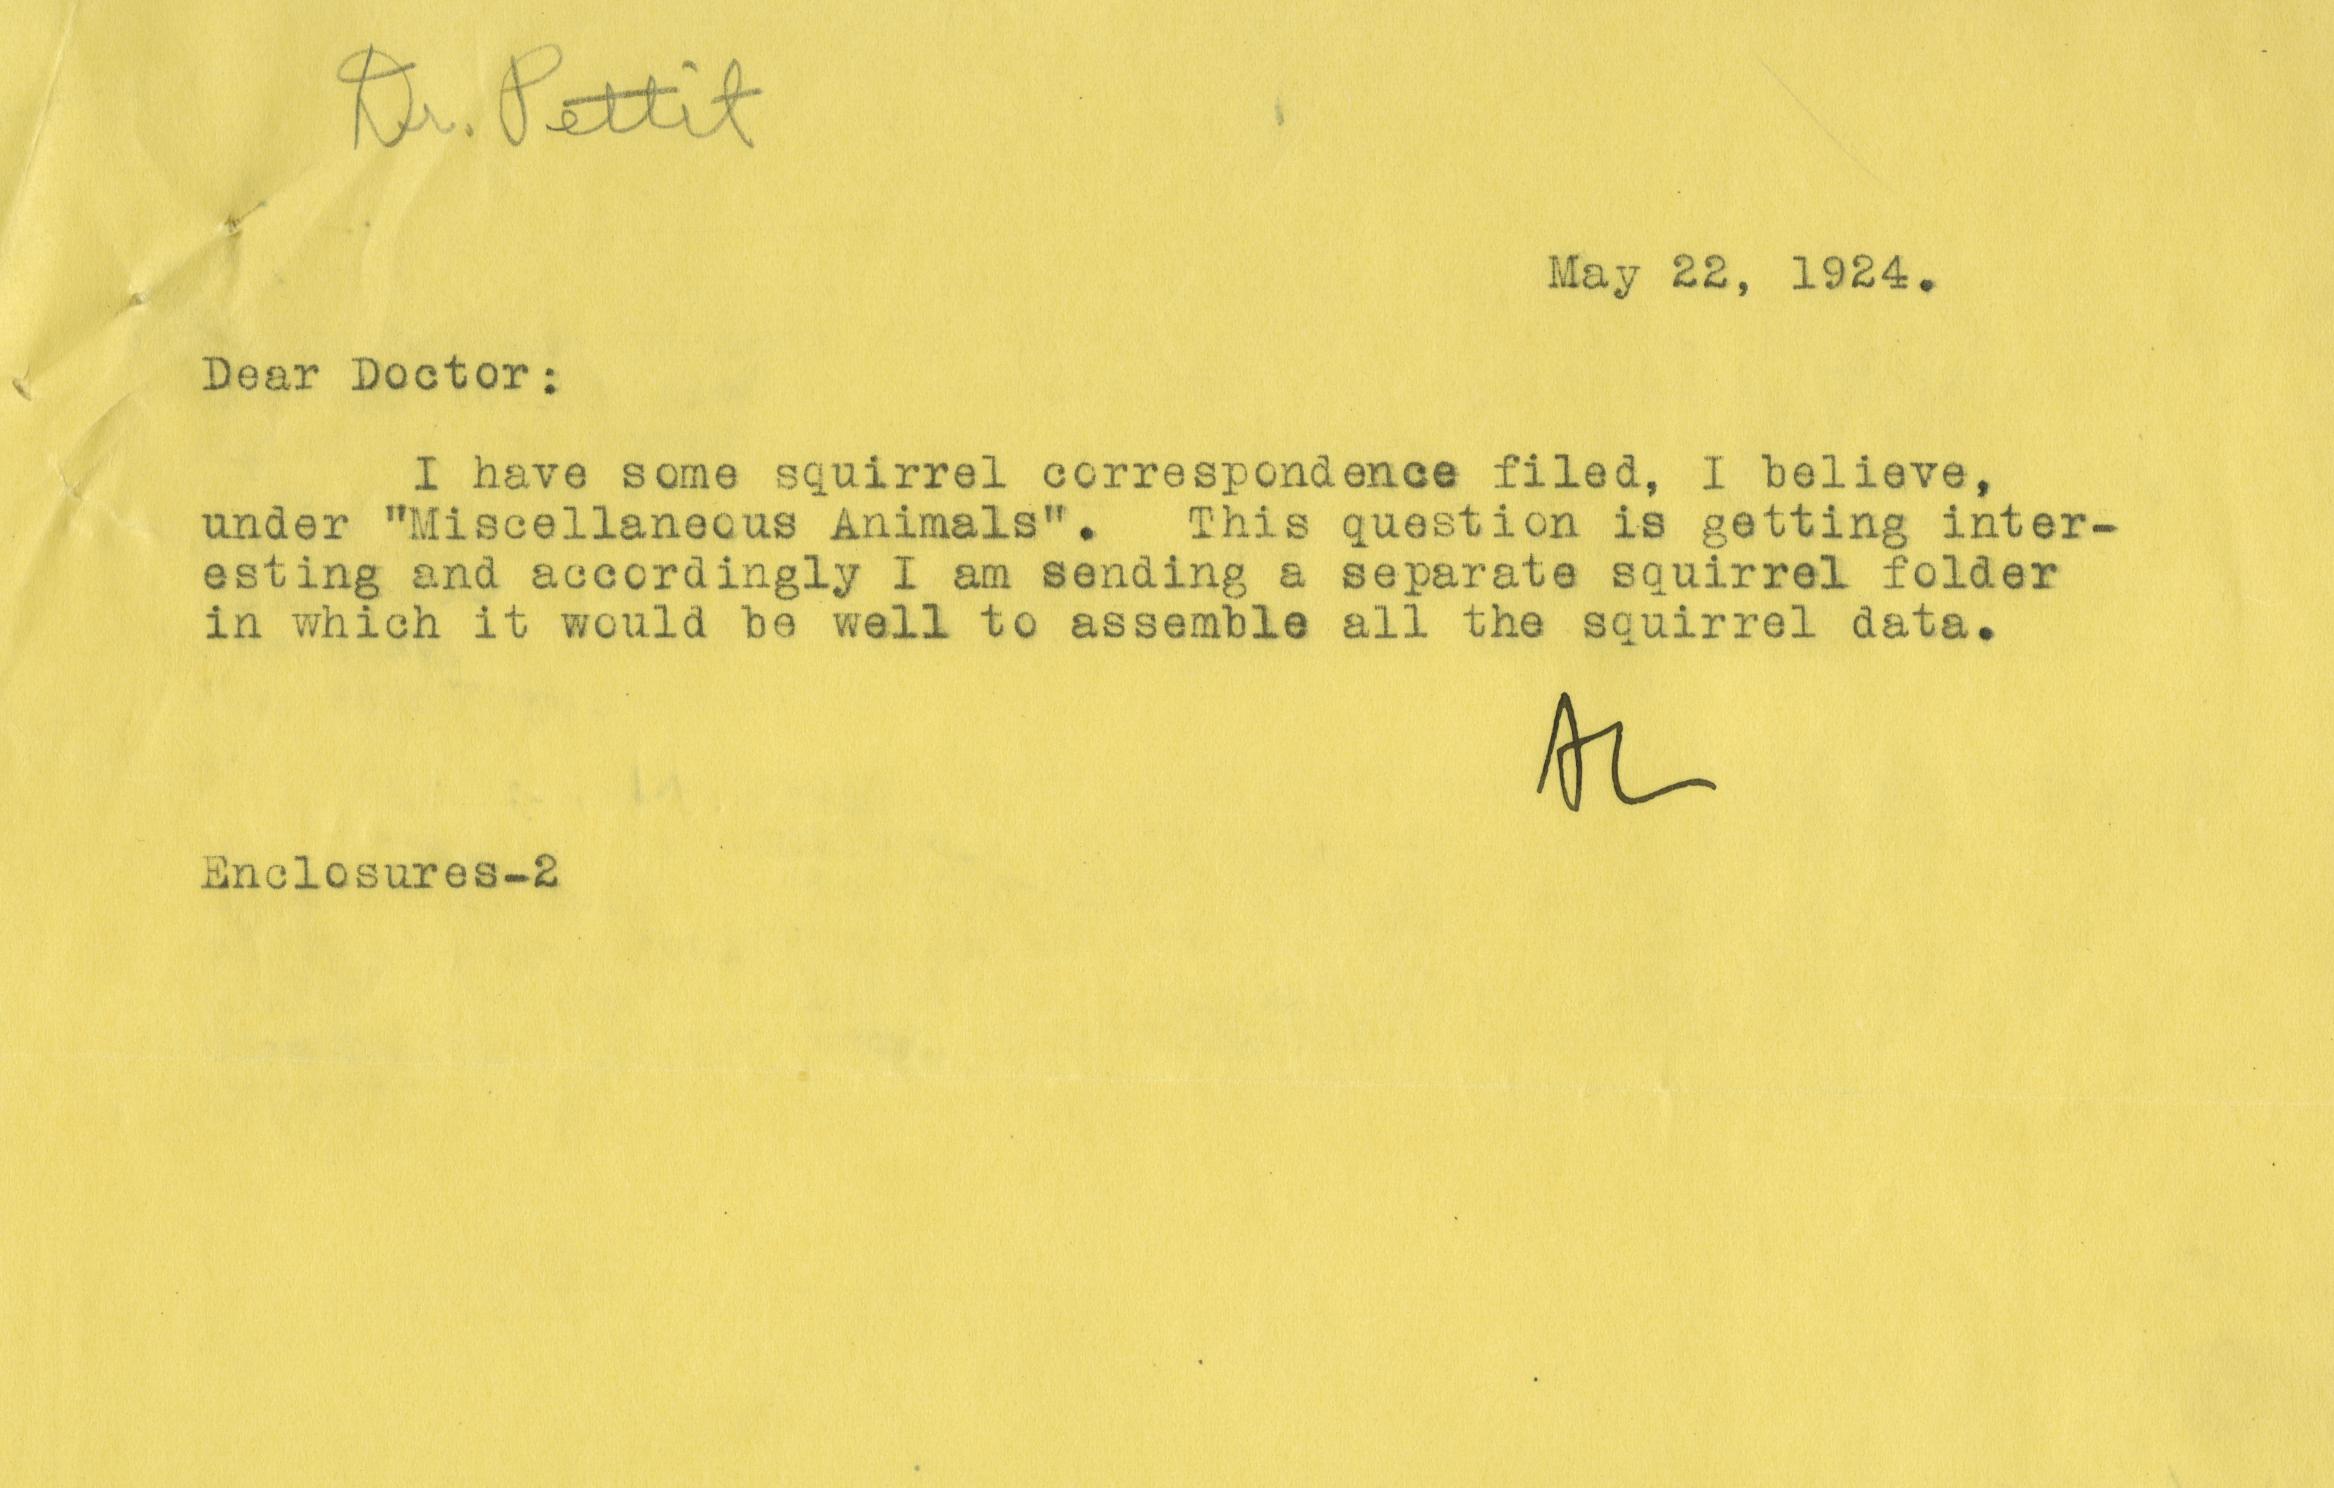 Dr. Pettit
May 22, 1924.
Dear Doctor:
I have some squirrel correspondence filed, I believe,
under "Miscellaneous Animals". This question is getting inter-
esting and accordingly I am sending a separate squirrel folder
in which it would be well to assemble all the squirrel data.
AL
Enclosures-2